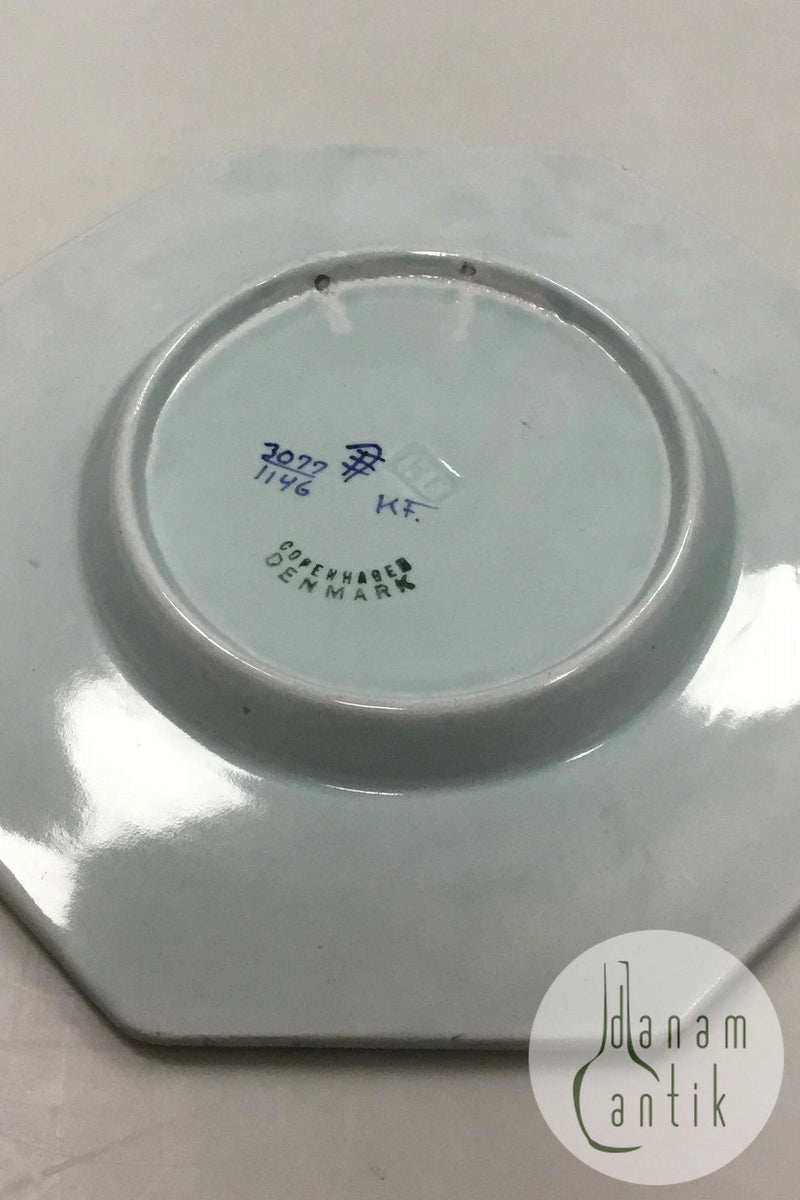 3077
1146
KF.
COPENHAGEN
DENMARK
danam
antik